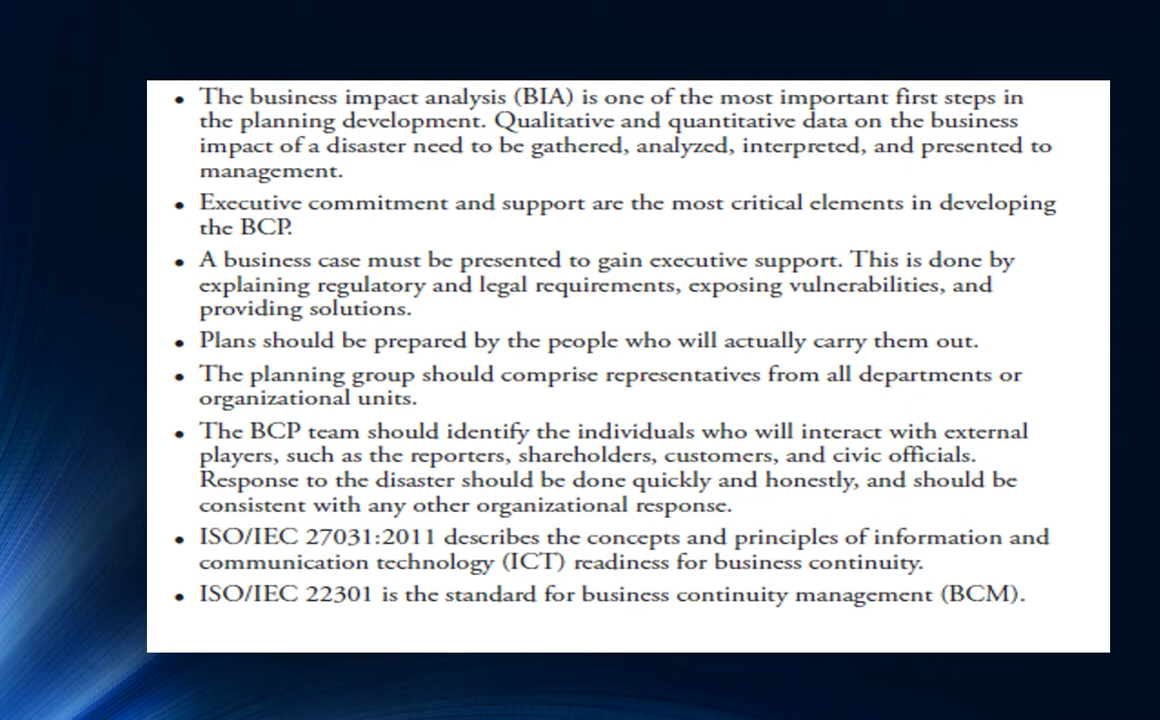 • The business impact analysis (BIA) is one of the most important first steps in
the planning development. Qualitative and quantitative data on the business
impact of a disaster need to be gathered, analyzed, interpreted, and presented to
management.
• Executive commitment and support are the most critical elements in developing
the BCP.
• A business case must be presented to gain executive support. This is done by
explaining regulatory and legal requirements, exposing vulnerabilities, and
providing solutions.
• Plans should be prepared by the people who will actually carry them out.
• The planning group should comprise representatives from all departments or
organizational units.
• The BCP team should identify the individuals who will interact with external
players, such as the reporters, shareholders, customers, and civic officials.
Response to the disaster should be done quickly and honestly, and should be
consistent with any other organizational response.
• ISO/IEC 27031:2011 describes the concepts and principles of information and
communication technology (ICT) readiness for business continuity.
• ISO/IEC 22301 is the standard for business continuity management (BCM).